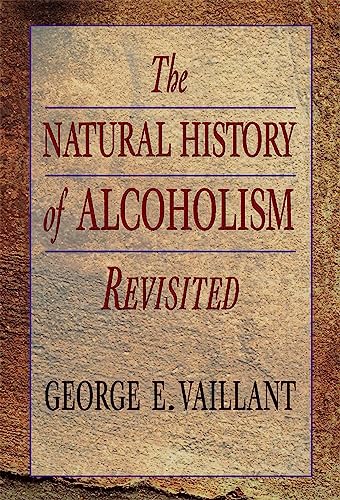 The
NATURAL HISTORY
of ALCOHOLISM
REVISITED
GEORGE E. VAILLANT